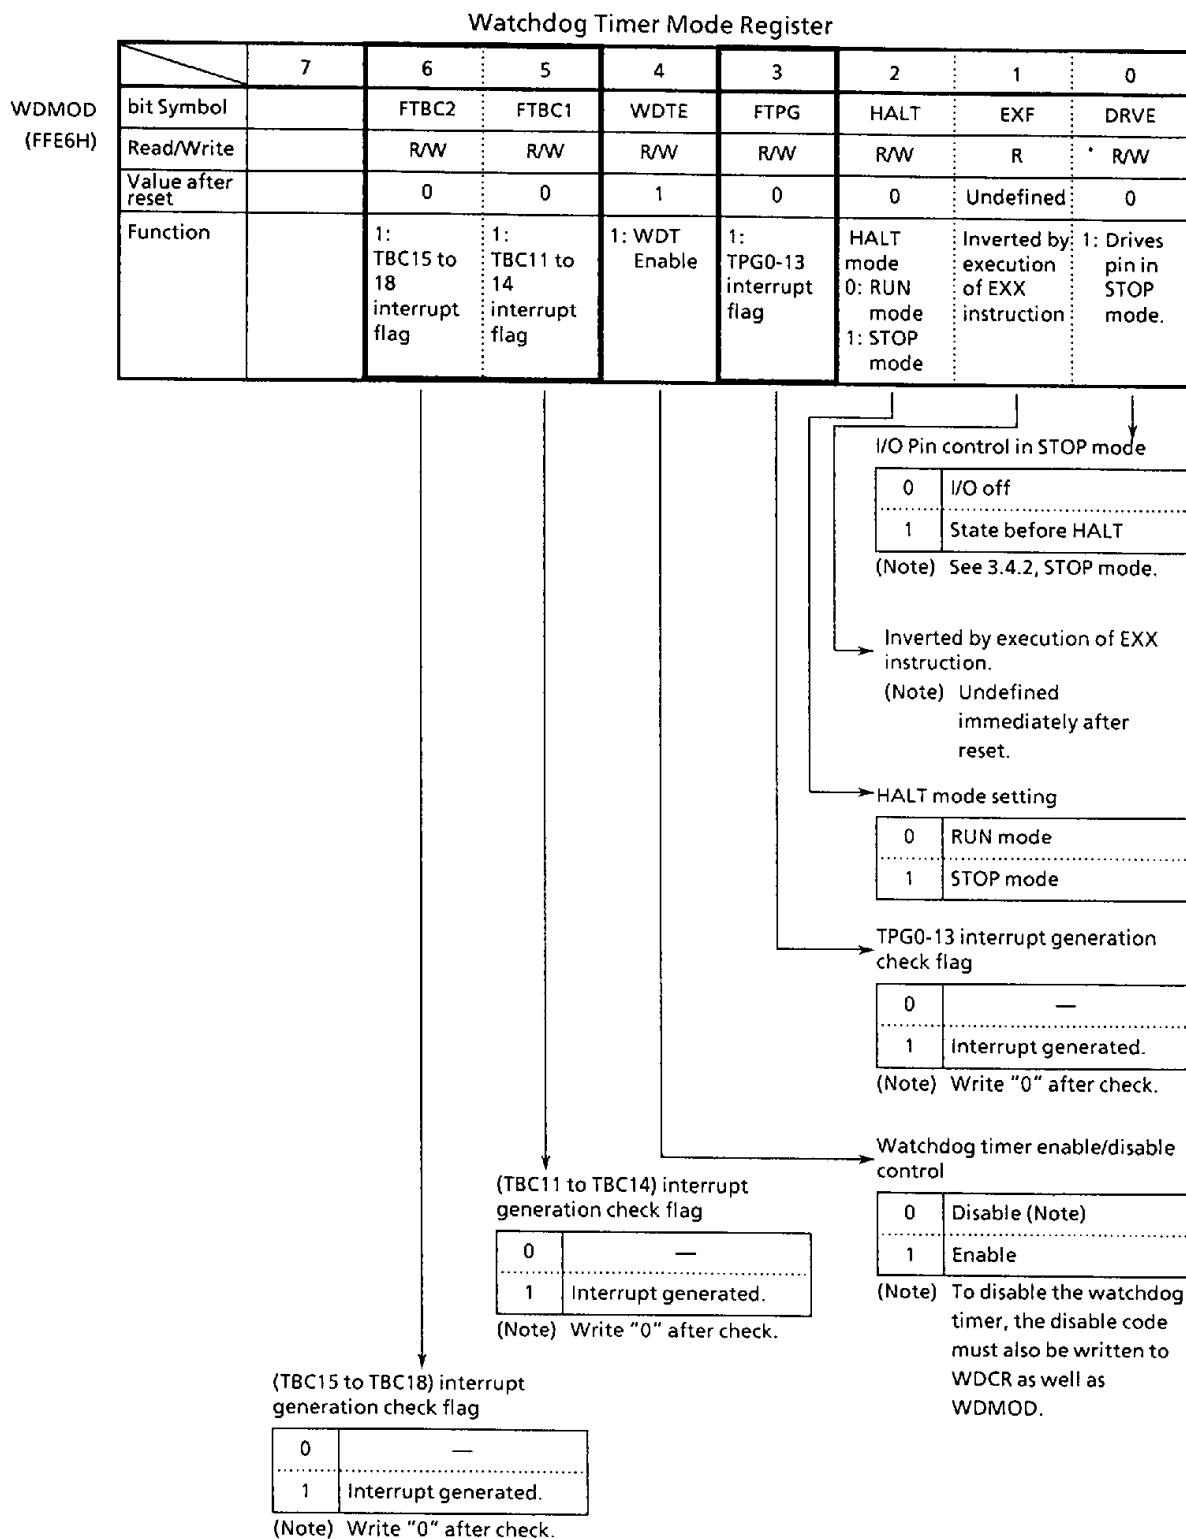 Watchdog Timer Mode Register
7 6 5 4 3 2 1 0
WDMOD
(FFE6H)
bit Symbol FTBC2 FTBC1 WDTE FTPG HALT EXF DRVE
Read/Write R/W R/W R/W R/W R/W R R/W
Value after
reset
0 0 1 0 0 Undefined 0
Function
1:
TBC15 to
18
interrupt
flag
1:
TBC11 to
14
interrupt
flag
1: WDT
Enable
1:
TPG0-13
interrupt
flag
HALT
mode
0: RUN
mode
1: STOP
mode
Inverted by
execution
of EXX
instruction
1: Drives
pin in
STOP
mode.
I/O Pin control in STOP mode
0 I/O off
1 State before HALT
(Note) See 3.4.2, STOP mode.
Inverted by execution of EXX
instruction.
(Note) Undefined
immediately after
reset.
HALT mode setting
0 RUN mode
1 STOP mode
TPG0-13 interrupt generation
check flag
0 —
1 Interrupt generated.
(Note) Write "0" after check.
Watchdog timer enable/disable
control
0 Disable (Note)
1 Enable
(Note) To disable the watchdog
timer, the disable code
must also be written to
WDCR as well as
WDMOD.
(TBC11 to TBC14) interrupt
generation check flag
0 —
1 Interrupt generated.
(Note) Write "0" after check.
(TBC15 to TBC18) interrupt
generation check flag
0 —
1 Interrupt generated.
(Note) Write "0" after check.